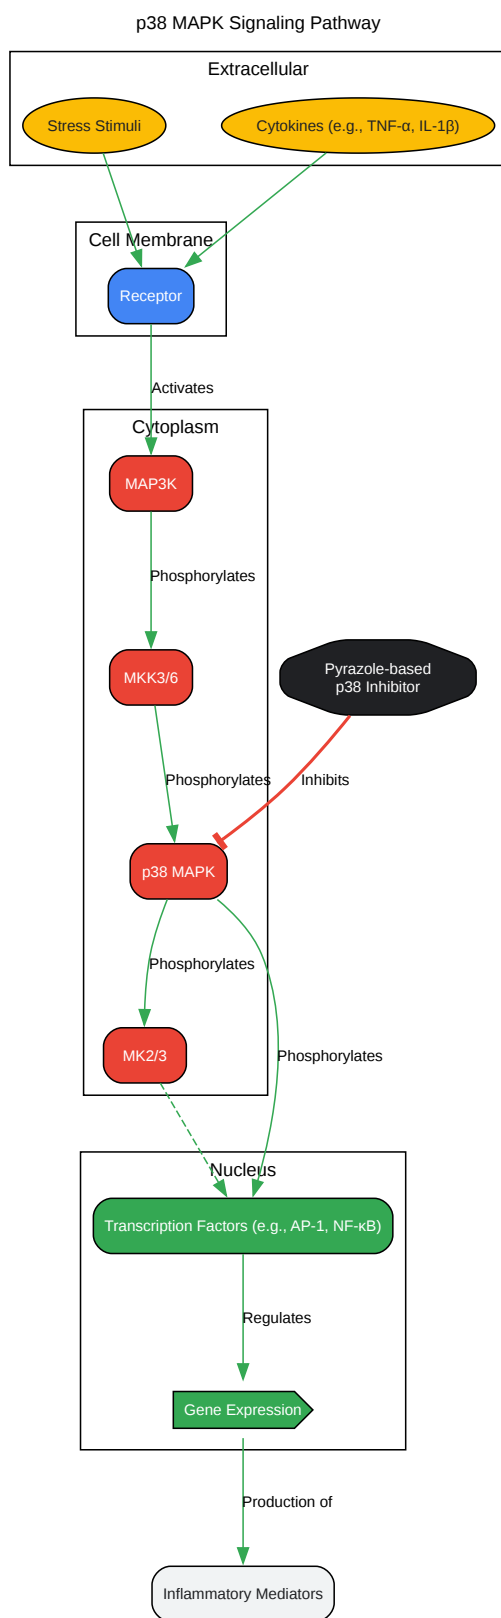 p38 MAPK Signaling Pathway
Extracellular
Stress Stimuli
Cytokines (e.g., TNF-α, IL-1β)
Cell Membrane
Receptor
Activates
Cytoplasm
MAP3K
Phosphorylates
MKK3/6
Pyrazole-based
p38 Inhibitor
Phosphorylates
Inhibits
p38 MAPK
Phosphorylates
MK2/3
Phosphorylates
Nucleus
Transcription Factors (e.g., AP-1, NF-κB)
Regulates
Gene Expression
Production of
Inflammatory Mediators